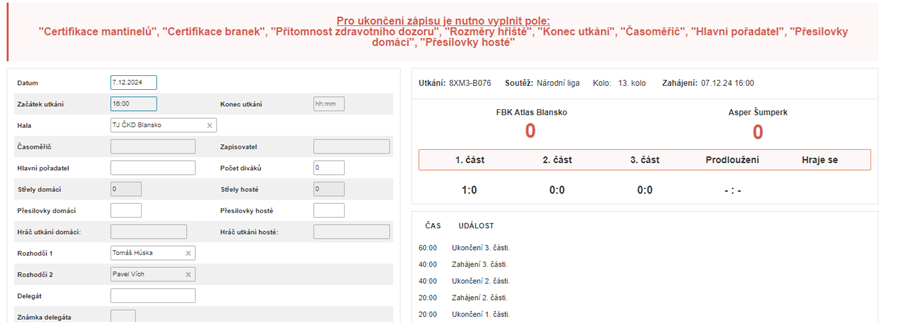 Pro ukončení zápisu je nutno vyplnit pole:
"Certifikace mantinelů", "Certifikace branek", "Přítomnost zdravotního dozoru", "Rozměry hřiště", "Konec utkání", "Časoměřič", "Hlavní pořadatel", "Přesilovky
domácí", "Přesilovky hosté"
Datum 7.12.2024
Začátek utkání 16:00 Konec utkání hh:mm
Hala TJ ČKD Blansko ×
Časoměřič Zapisovatel
Hlavní pořadatel Počet diváků 0
Střely domácí 0 Střely hosté 0
Přesilovky domácí Přesilovky hosté
Hráč utkání domácí: Hráč utkání hosté:
Rozhodčí 1 Tomáš Húska ×
Rozhodčí 2 Pavel Vích ×
Delegát
Známka delegáta
Utkání: 8XM3-B076 Soutěž: Národní liga Kolo: 13. kolo Zahájení: 07.12.24 16:00
FBK Atlas Blansko Asper Šumperk
0 0
1. část 2. část 3. část Prodloužení Hraje se
1:0 0:0 0:0 - : -
ČAS UDÁLOST
60:00 Ukončení 3. části.
40:00 Zahájení 3. části.
40:00 Ukončení 2. části.
20:00 Zahájení 2. části.
20:00 Ukončení 1. části.